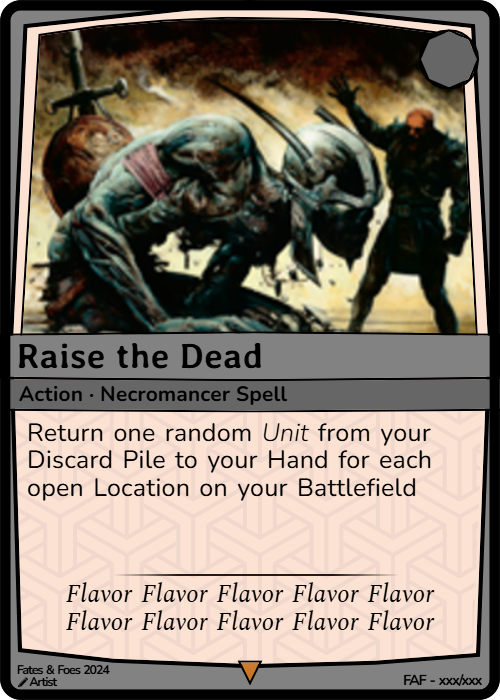 Raise the Dead
Action · Necromancer Spell
Return one random Unit from your
Discard Pile to your Hand for each
open Location on your Battlefield
Flavor Flavor Flavor Flavor Flavor
Flavor Flavor Flavor Flavor Flavor
Fates & Foes 2024
Artist
FAF - xxx/xxx